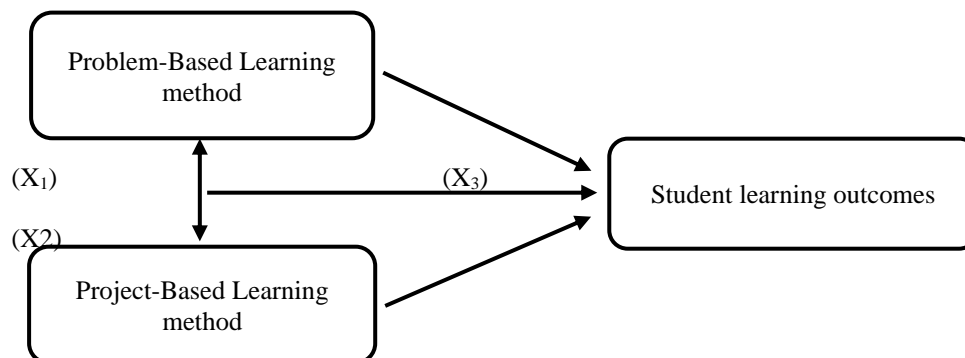 Problem-Based Learning
method
(X₁)
(X₃)
Student learning outcomes
(X2)
Project-Based Learning
method